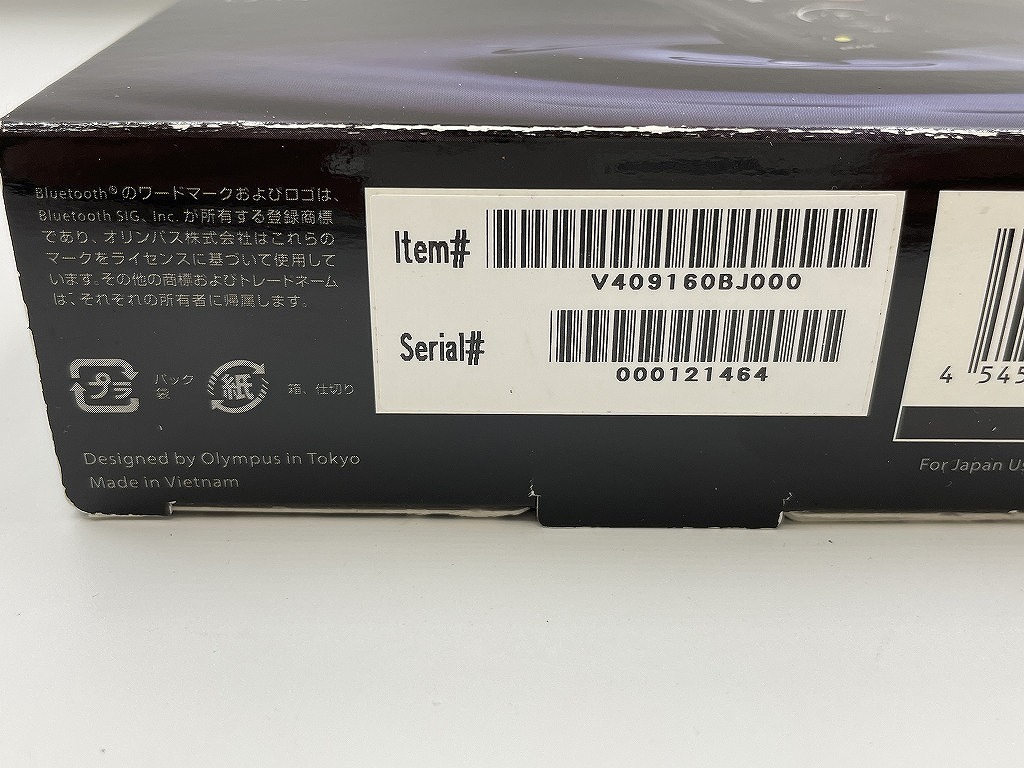 Bluetooth®のワードマークおよびロゴは、
Bluetooth SIG, Inc. が所有する登録商標
であり、オリンパス株式会社はこれらの
マークをライセンスに基づいて使用して
います。その他の商標およびトレードネーム
は、それぞれの所有者に帰属します。
プラ
パック
袋
紙
箱、仕切り
Designed by Olympus in Tokyo
Made in Vietnam
Item#
V409160BJ000
Serial#
000121464
4 545
For Japan